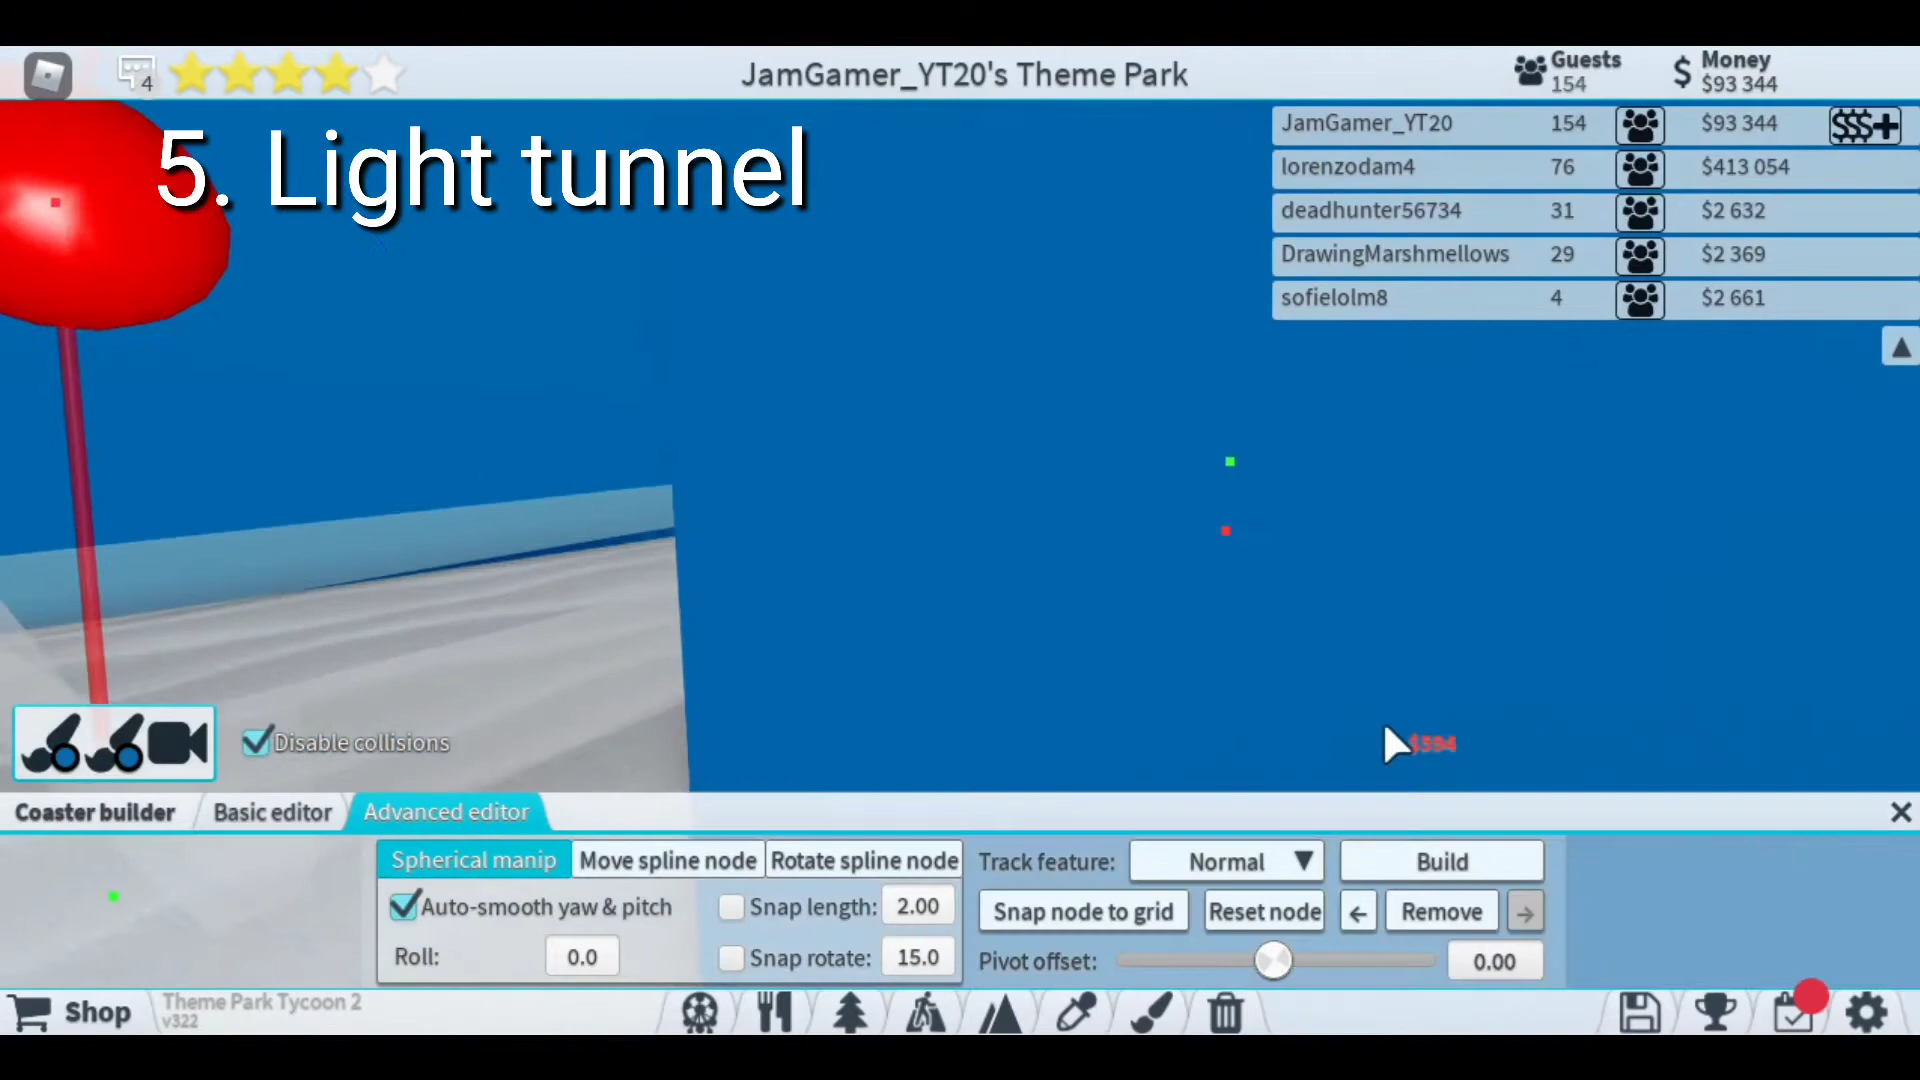 4
JamGamer_YT20's Theme Park
Guests
154
$
Money
$93 344
JamGamer_YT20 154 $93 344 $$$+
lorenzodam4 76 $413 054
deadhunter56734 31 $2 632
DrawingMarshmellows 29 $2 369
sofielolm8 4 $2 661
5. Light tunnel
$594
Disable collisions
Coaster builder Basic editor Advanced editor
Spherical manip Move spline node Rotate spline node Track feature: Normal Build
Auto-smooth yaw & pitch Snap length: 2.00 Snap node to grid Reset node Remove
Roll: 0.0 Snap rotate: 15.0 Pivot offset: 0.00
Shop
Theme Park Tycoon 2
v322